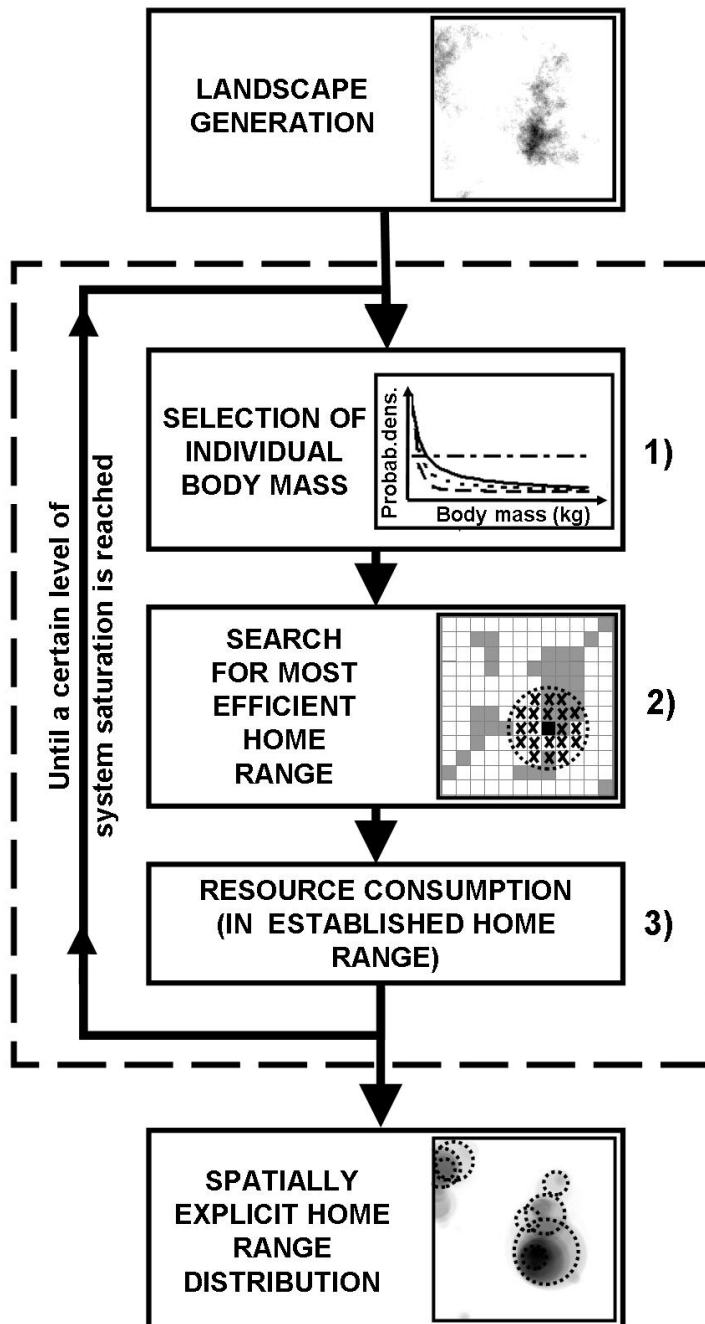 LANDSCAPE
GENERATION
SELECTION OF
INDIVIDUAL
BODY MASS
Probab.dens.
Body mass (kg)
1)
Until a certain level of
system saturation is reached
SEARCH
FOR MOST
EFFICIENT
HOME
RANGE
x x x x
x x x x x
x x x x
x x x x x
x x x x
2)
RESOURCE CONSUMPTION
(IN ESTABLISHED HOME
RANGE)
3)
SPATIALLY
EXPLICIT HOME
RANGE
DISTRIBUTION